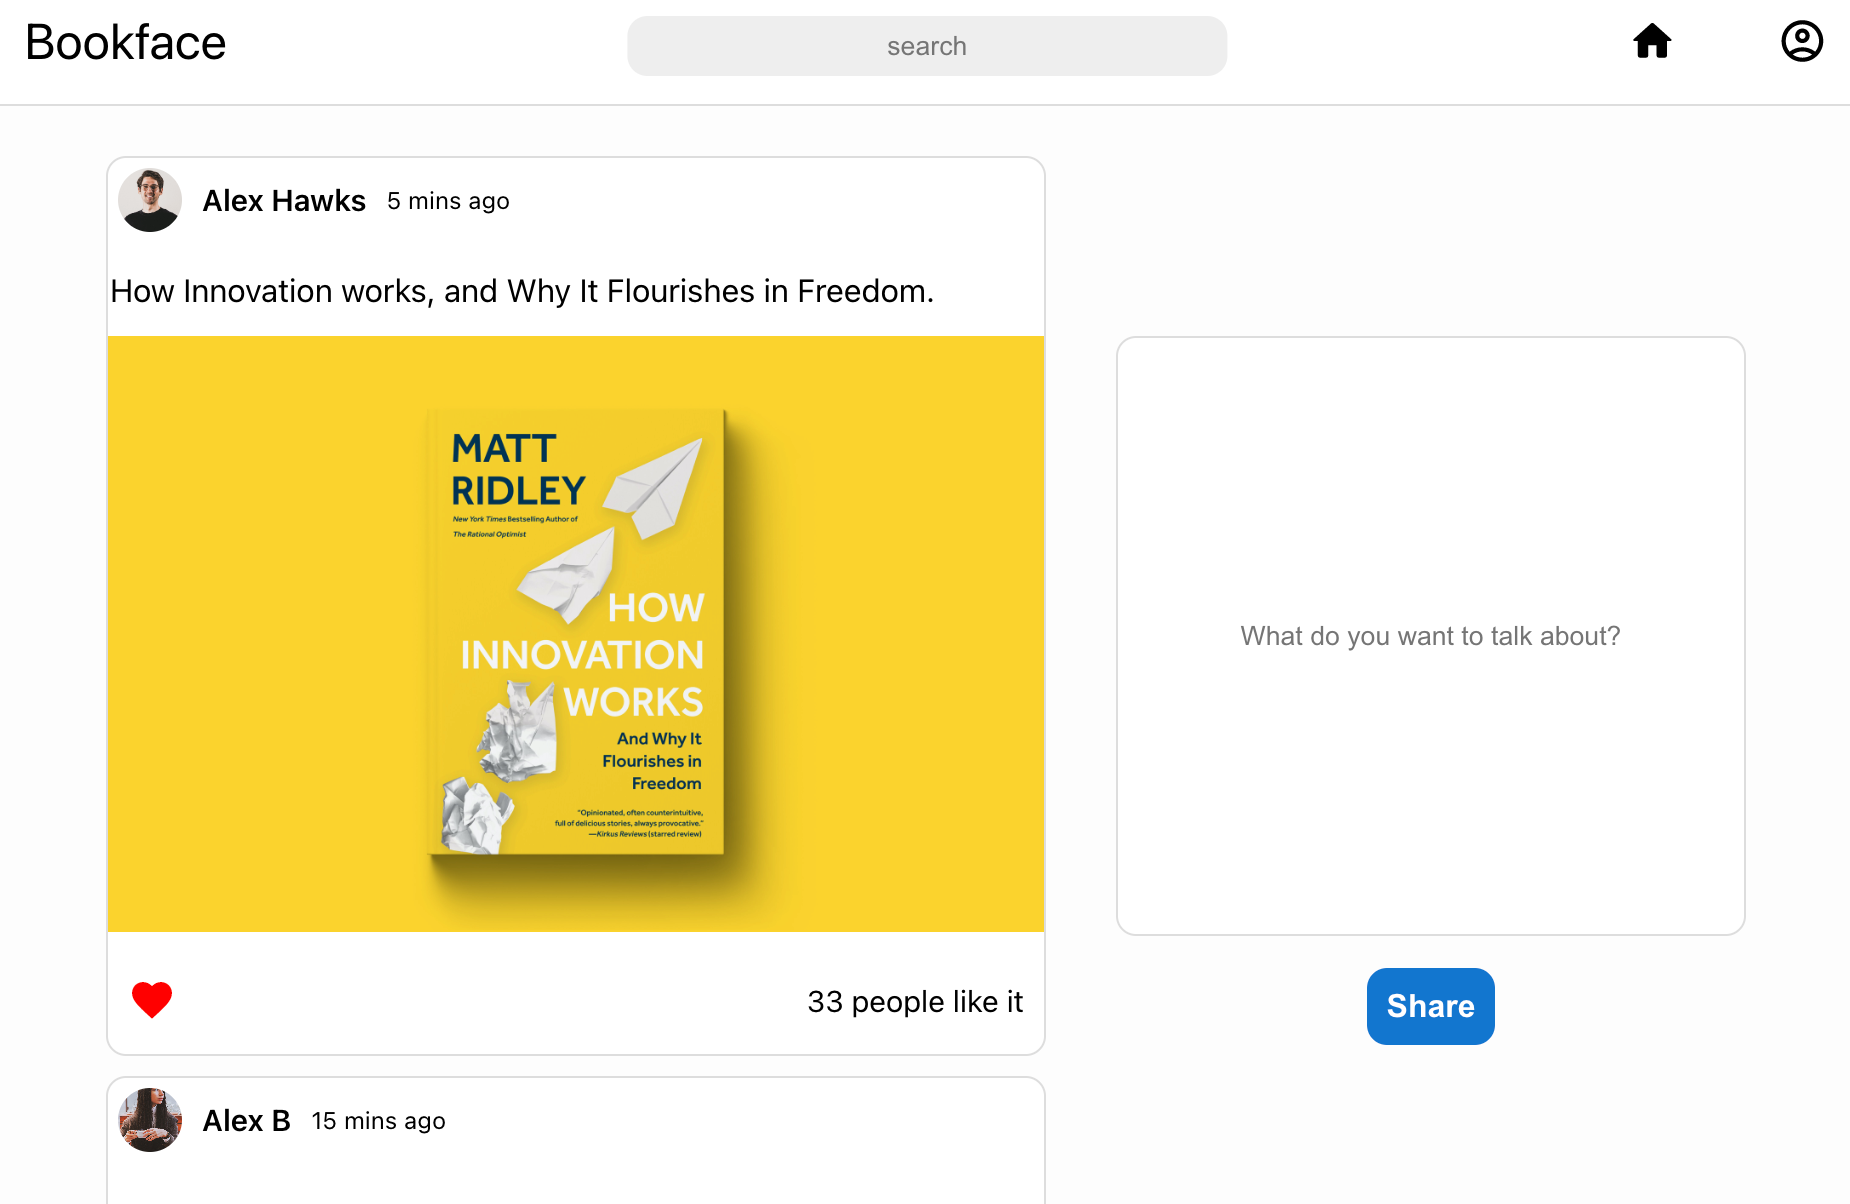 Bookface
search
Alex Hawks 5 mins ago
How Innovation works, and Why It Flourishes in Freedom.
MATT
RIDLEY
New York Times Bestselling Author of
The Rational Optimist
HOW
INNOVATION
WORKS
And Why It
Flourishes in
Freedom
"Opinionated, often counterintuitive,
full of delicious stories, always provocative."
—Kirkus Reviews (starred review)
33 people like it
What do you want to talk about?
Share
Alex B 15 mins ago